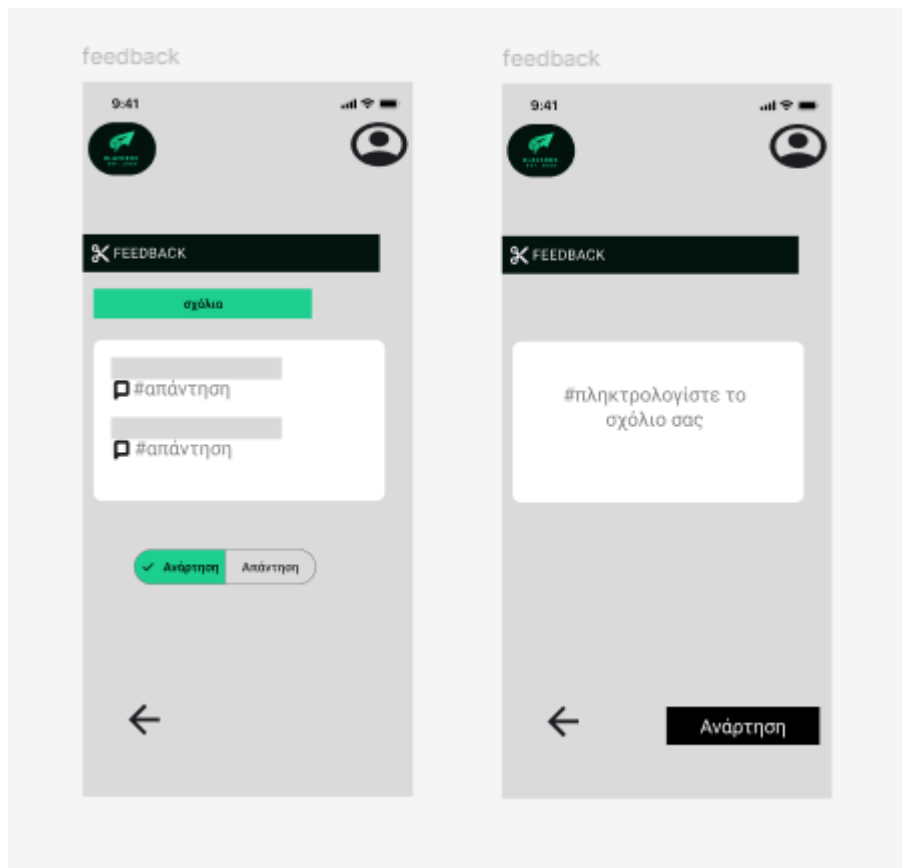 feedback
9:41
FEEDBACK
σχόλια
#απάντηση
#απάντηση
Ανάρτηση
Απάντηση
feedback
9:41
FEEDBACK
#πληκτρολογίστε το
σχόλιο σας
Ανάρτηση